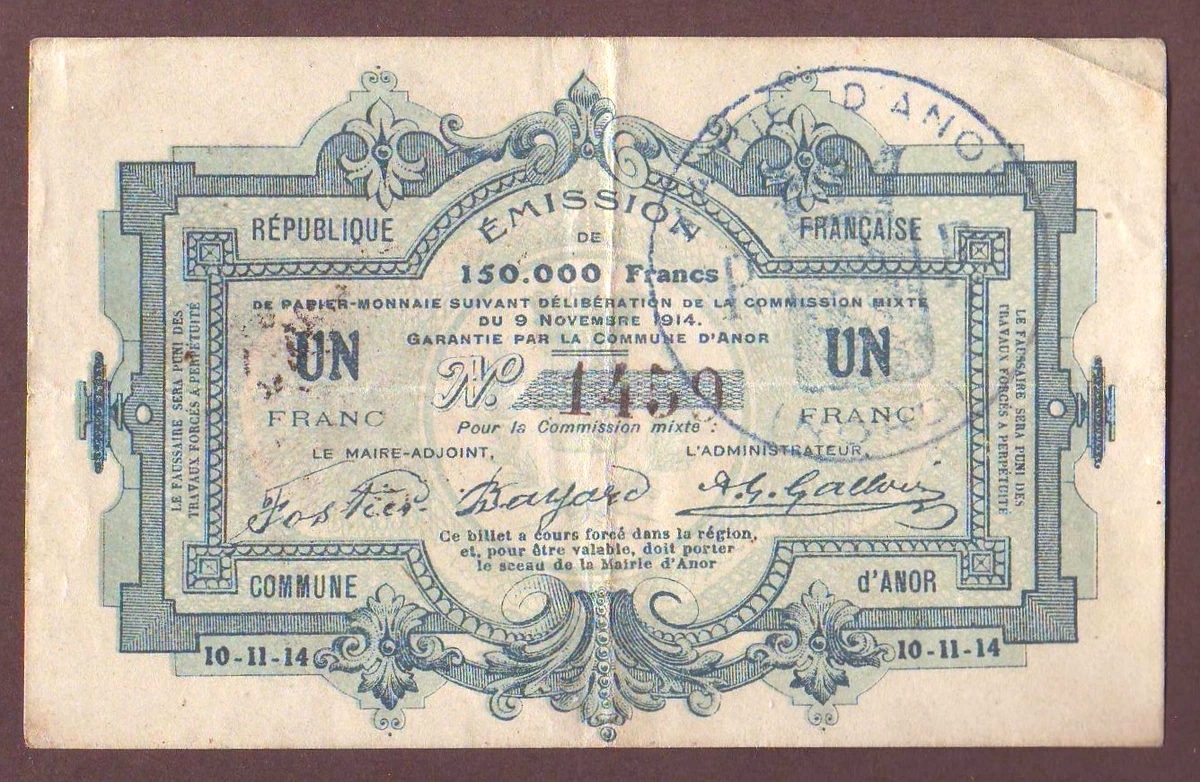 RÉPUBLIQUE FRANÇAISE
ÉMISSION
DE
150.000 Francs
DE PAPIER-MONNAIE SUIVANT DÉLIBÉRATION DE LA COMMISSION MIXTE
DU 9 NOVEMBRE 1914.
GARANTIE PAR LA COMMUNE D'ANOR
UN UN
FRANC FRANC
No. 1459
Pour la Commission mixte :
LE MAIRE-ADJOINT, L'ADMINISTRATEUR,
Fostier Bayard
Ce billet a cours forcé dans la région,
et, pour être valable, doit porter
le sceau de la Mairie d'Anor
COMMUNE d'ANOR
10-11-14 10-11-14
LE FAUSSAIRE SERA PUNI DES
TRAVAUX FORCÉS A PERPÉTUITÉ
LE FAUSSAIRE SERA PUNI DES
TRAVAUX FORCÉS A PERPÉTUITÉ
D'ANO